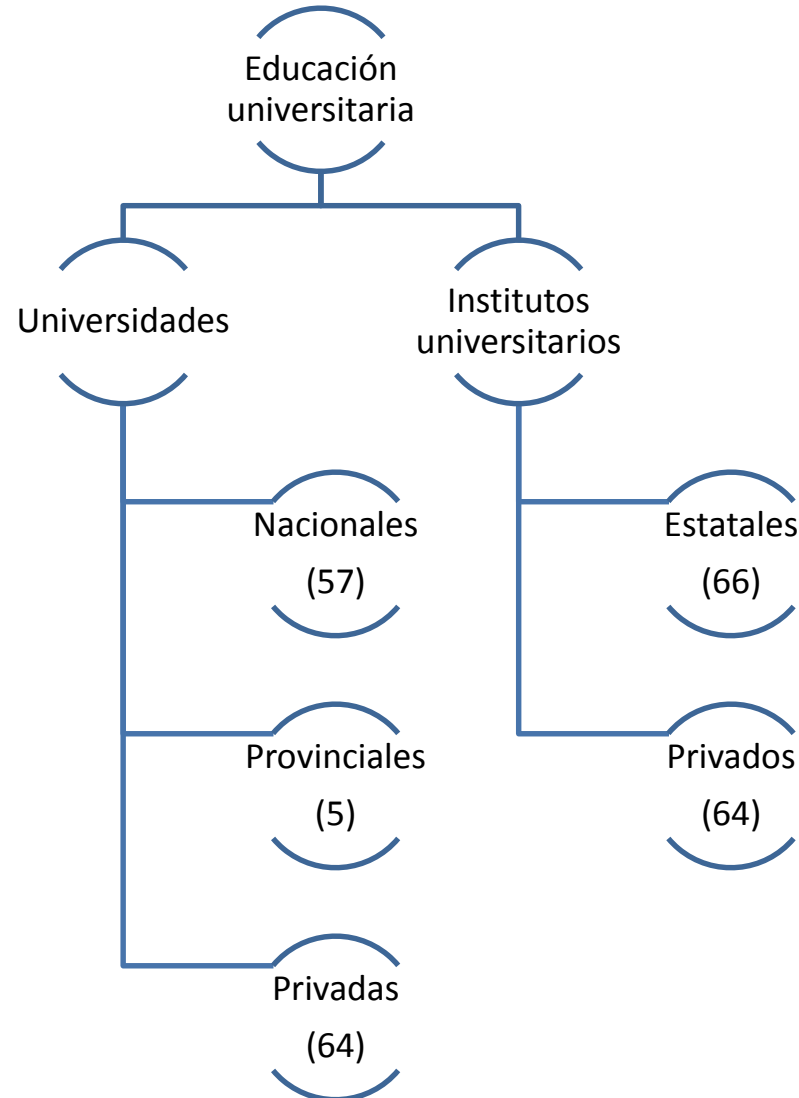 Educación
universitaria
Universidades
Institutos
universitarios
Nacionales
(57)
Estatales
(66)
Provinciales
(5)
Privados
(64)
Privadas
(64)